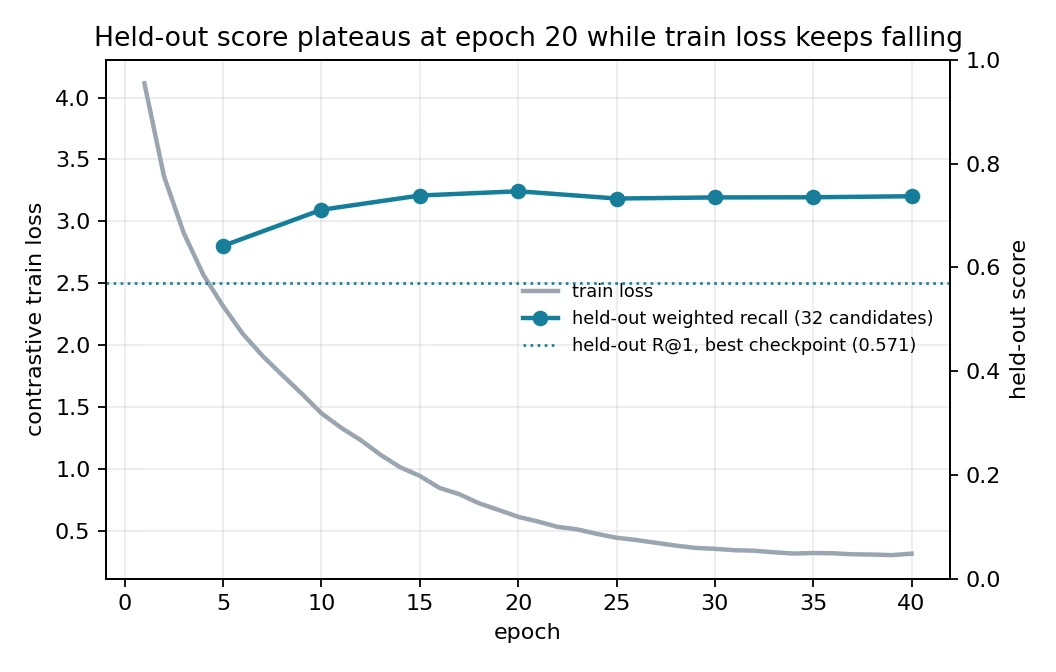 Held-out score plateaus at epoch 20 while train loss keeps falling
contrastive train loss
4.0
3.5
3.0
2.5
2.0
1.5
1.0
0.5
train loss
held-out weighted recall (32 candidates)
held-out R@1, best checkpoint (0.571)
1.0
0.8
0.6
0.4
0.2
0.0
held-out score
0 5 10 15 20 25 30 35 40
epoch